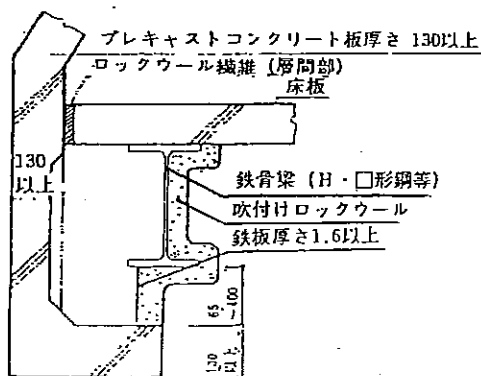 プレキャストコンクリート板厚さ 130以上
ロックウール繊維 (層間部)
床板
130
以上
鉄骨梁 (H・□形鋼等)
吹付けロックウール
鉄板厚さ1.6以上
65
~400
130
以上